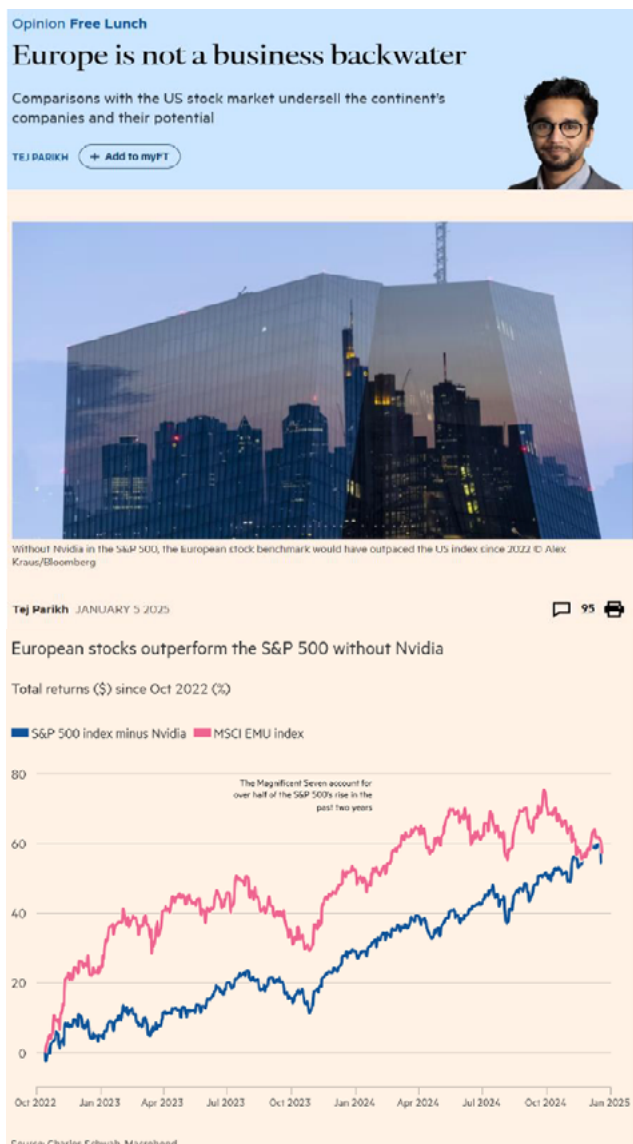 Opinion Free Lunch
Europe is not a business backwater
Comparisons with the US stock market undersell the continent's
companies and their potential
TEJ PARIKH + Add to myFT
Without Nvidia in the S&P 500, the European stock benchmark would have outpaced the US index since 2022 © Alex
Kraus/Bloomberg
Tej Parikh JANUARY 5 2025 95
European stocks outperform the S&P 500 without Nvidia
Total returns ($) since Oct 2022 (%)
S&P 500 index minus Nvidia MSCI EMU index
The Magnificent Seven account for
over half of the S&P 500's rise in the
past two years
80
60
40
20
0
Oct 2022 Jan 2023 Apr 2023 Jul 2023 Oct 2023 Jan 2024 Apr 2024 Jul 2024 Oct 2024 Jan 2025
Source: Charles Schwab, Macrobond